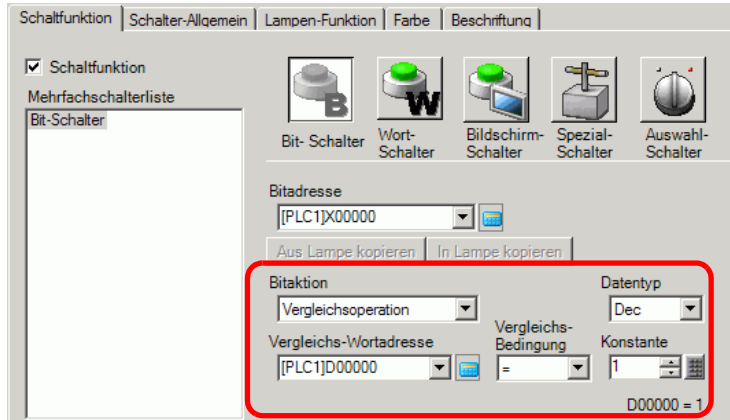 Schaltfunktion Schalter-Allgemein Lampen-Funktion Farbe Beschriftung
Schaltfunktion
Mehrfachschalterliste
Bit-Schalter
B W
Bit- Schalter Wort- Schalter Bildschirm- Schalter Spezial- Schalter Auswahl- Schalter
Bitadresse
[PLC1]X00000
Aus Lampe kopieren In Lampe kopieren
Bitaktion Datentyp
Vergleichsoperation Dec
Vergleichs-Wortadresse Vergleichs- Bedingung Konstante
[PLC1]D00000 = 1
D00000 = 1